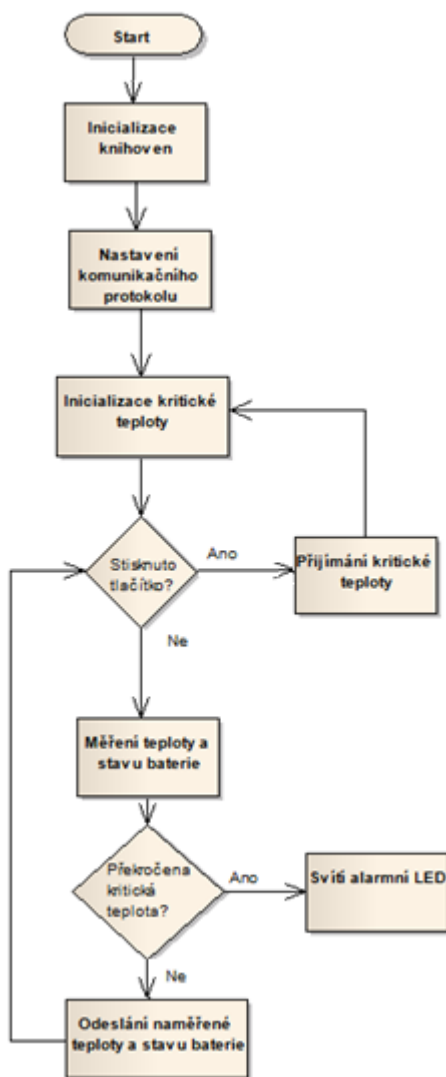 Start
Inicializace
knihoven
Nastavení
komunikačního
protokolu
Inicializace kritické
teploty
Stisknuto
tlačítko?
Ano
Přijímání kritické
teploty
Ne
Měření teploty a
stavu baterie
Překročena
kritická
teplota?
Ano
Svítí alarmní LED
Ne
Odeslání naměřené
teploty a stavu baterie